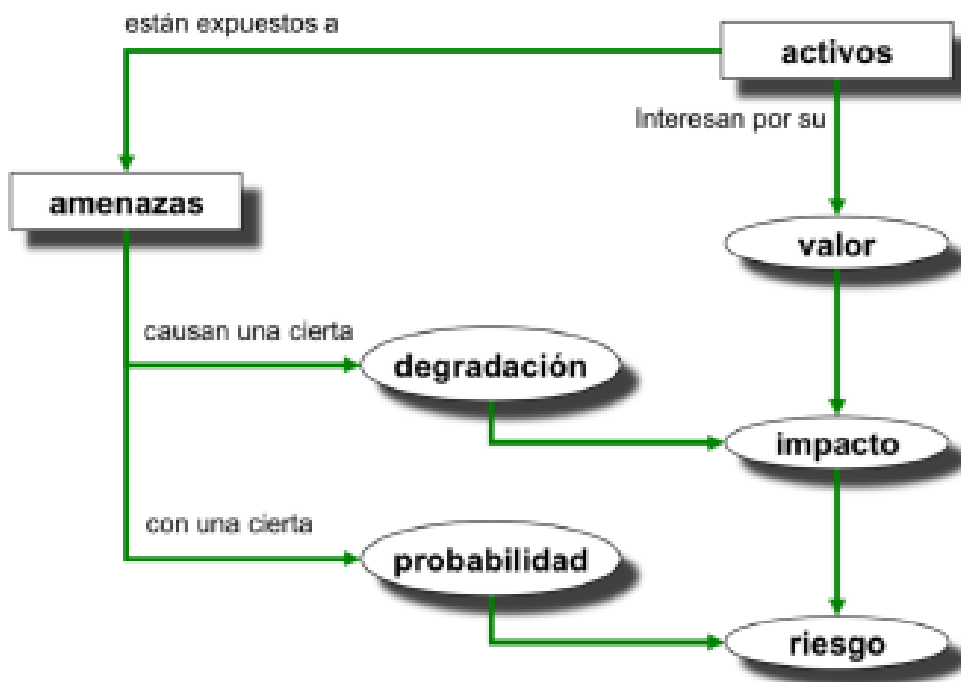 están expuestos a
activos
Interesan por su
amenazas
valor
causan una cierta
degradación
impacto
con una cierta
probabilidad
riesgo